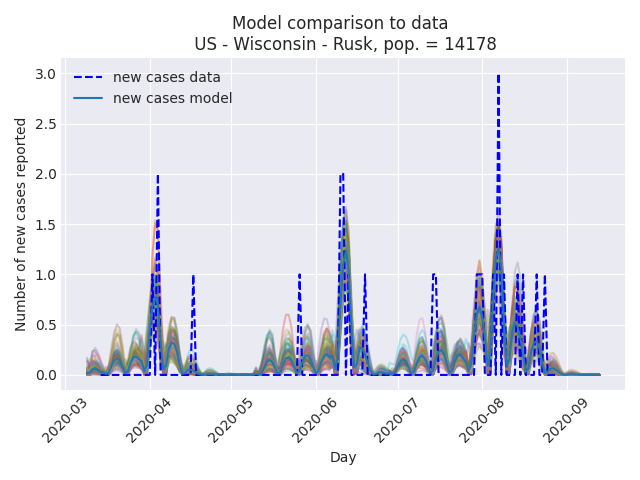 Model comparison to data
US - Wisconsin - Rusk, pop. = 14178
new cases data
new cases model
Number of new cases reported
3.0
2.5
2.0
1.5
1.0
0.5
0.0
2020-03
2020-04
2020-05
2020-06
2020-07
2020-08
2020-09
Day